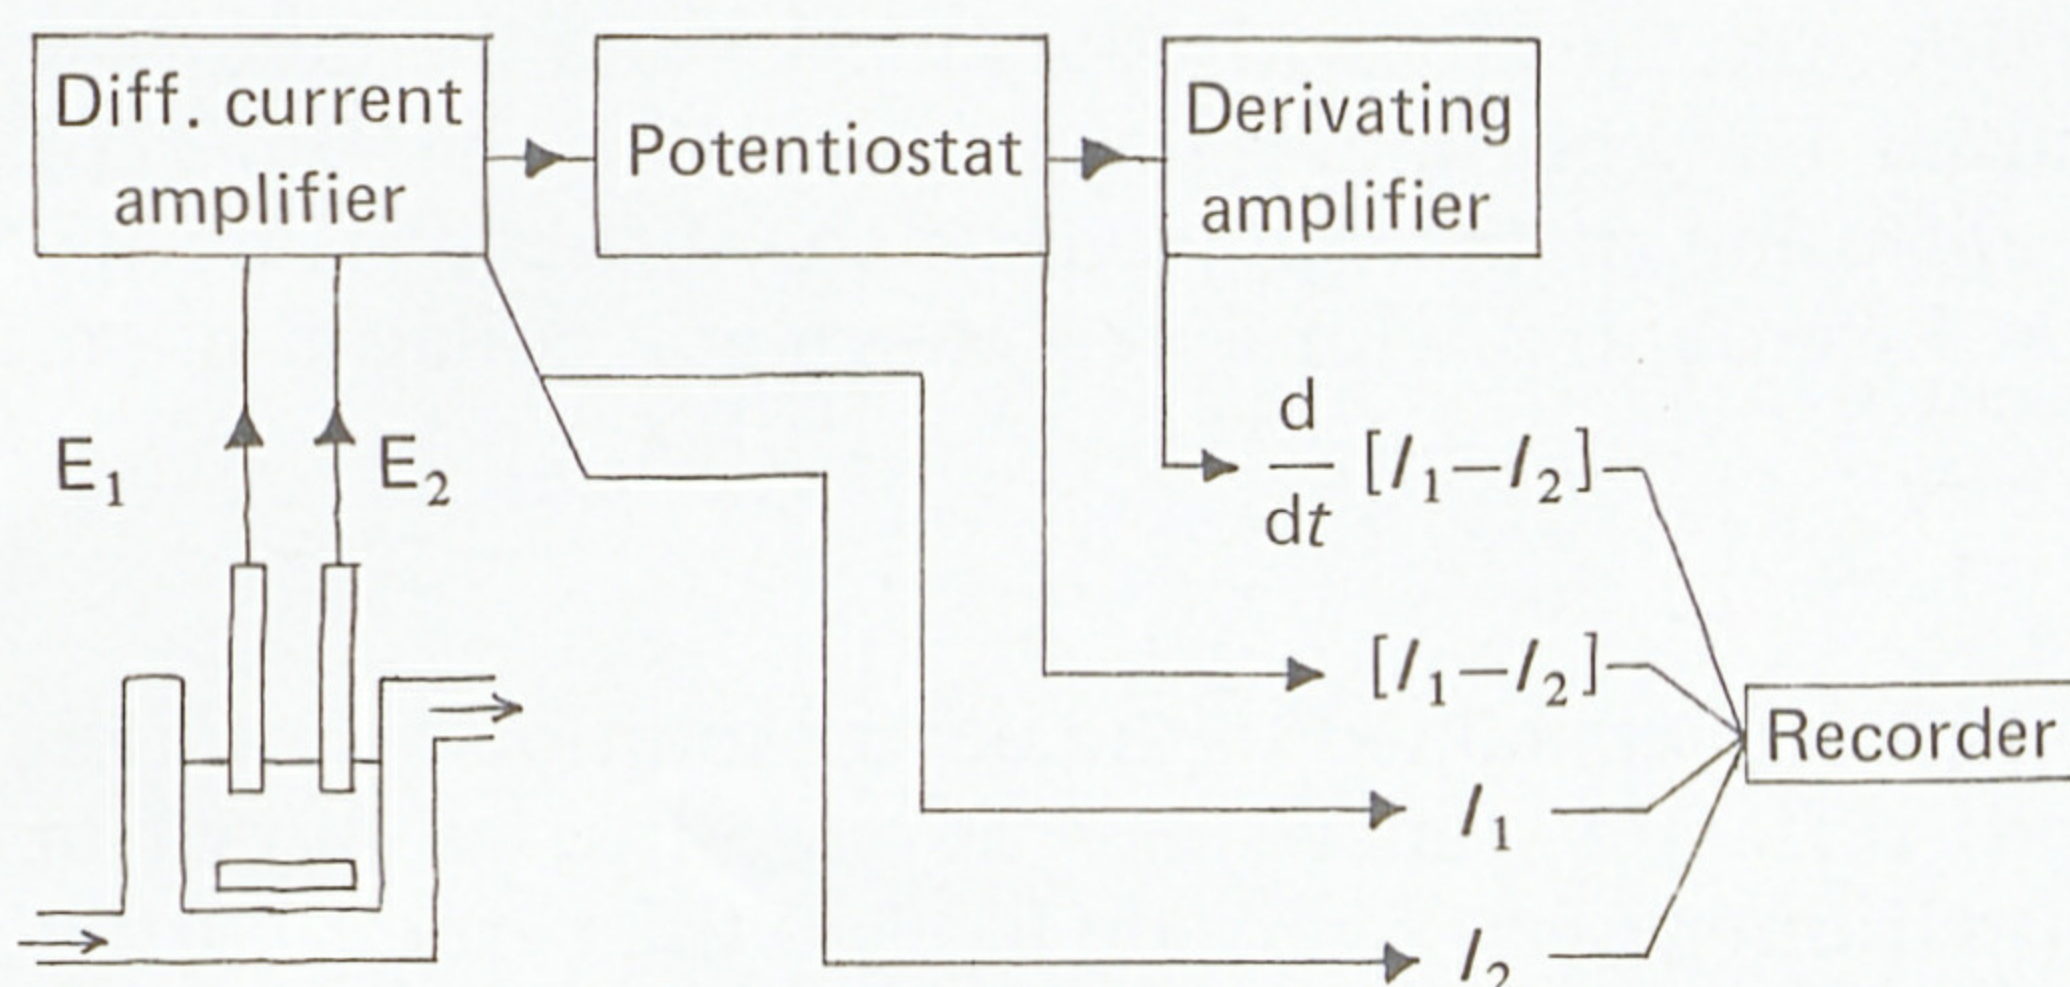 Diff. current
amplifier
Potentiostat
Derivating
amplifier
E₁
E₂
d
dt
[I₁−I₂]
[I₁−I₂]
I₁
I₂
Recorder